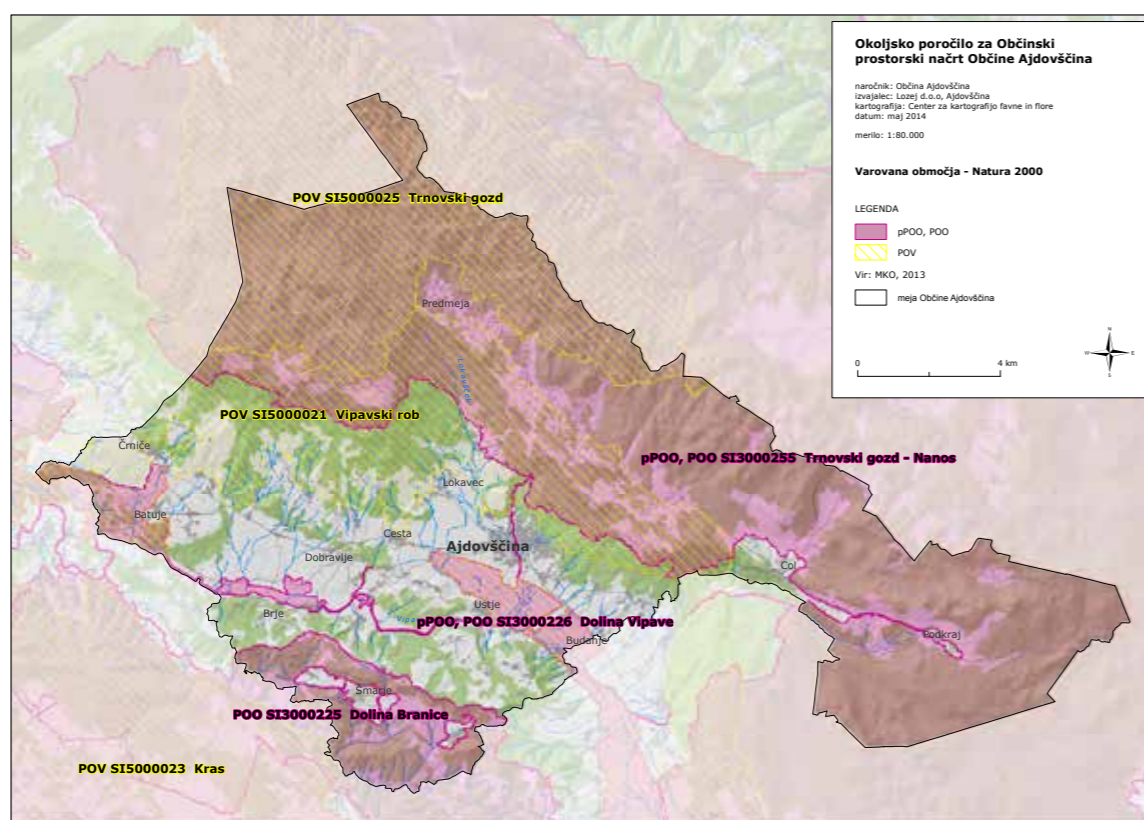 Okoljsko poročilo za Občinski
prostorski načrt Občine Ajdovščina
naročnik: Občina Ajdovščina
izvajalec: Lozej d.o.o, Ajdovščina
kartografija: Center za kartografijo favne in flore
datum: maj 2014
merilo: 1:80.000
Varovana območja - Natura 2000
LEGENDA
pPOO, POO
POV
Vir: MKO, 2013
meja Občine Ajdovščina
0 4 km
N
W E
S
POV SI5000025 Trnovski gozd
Predmeja
POV SI5000021 Vipavski rob
Črniče
pPOO, POO SI3000255 Trnovski gozd - Nanos
Lokavec
Batuje
Cesta
Ajdovščina
Dobravlje
Col
Ustje
Brje
pPOO, POO SI3000226 Dolina Vipave
Budanje
Podkraj
Šmarje
POO SI3000225 Dolina Branice
POV SI5000023 Kras